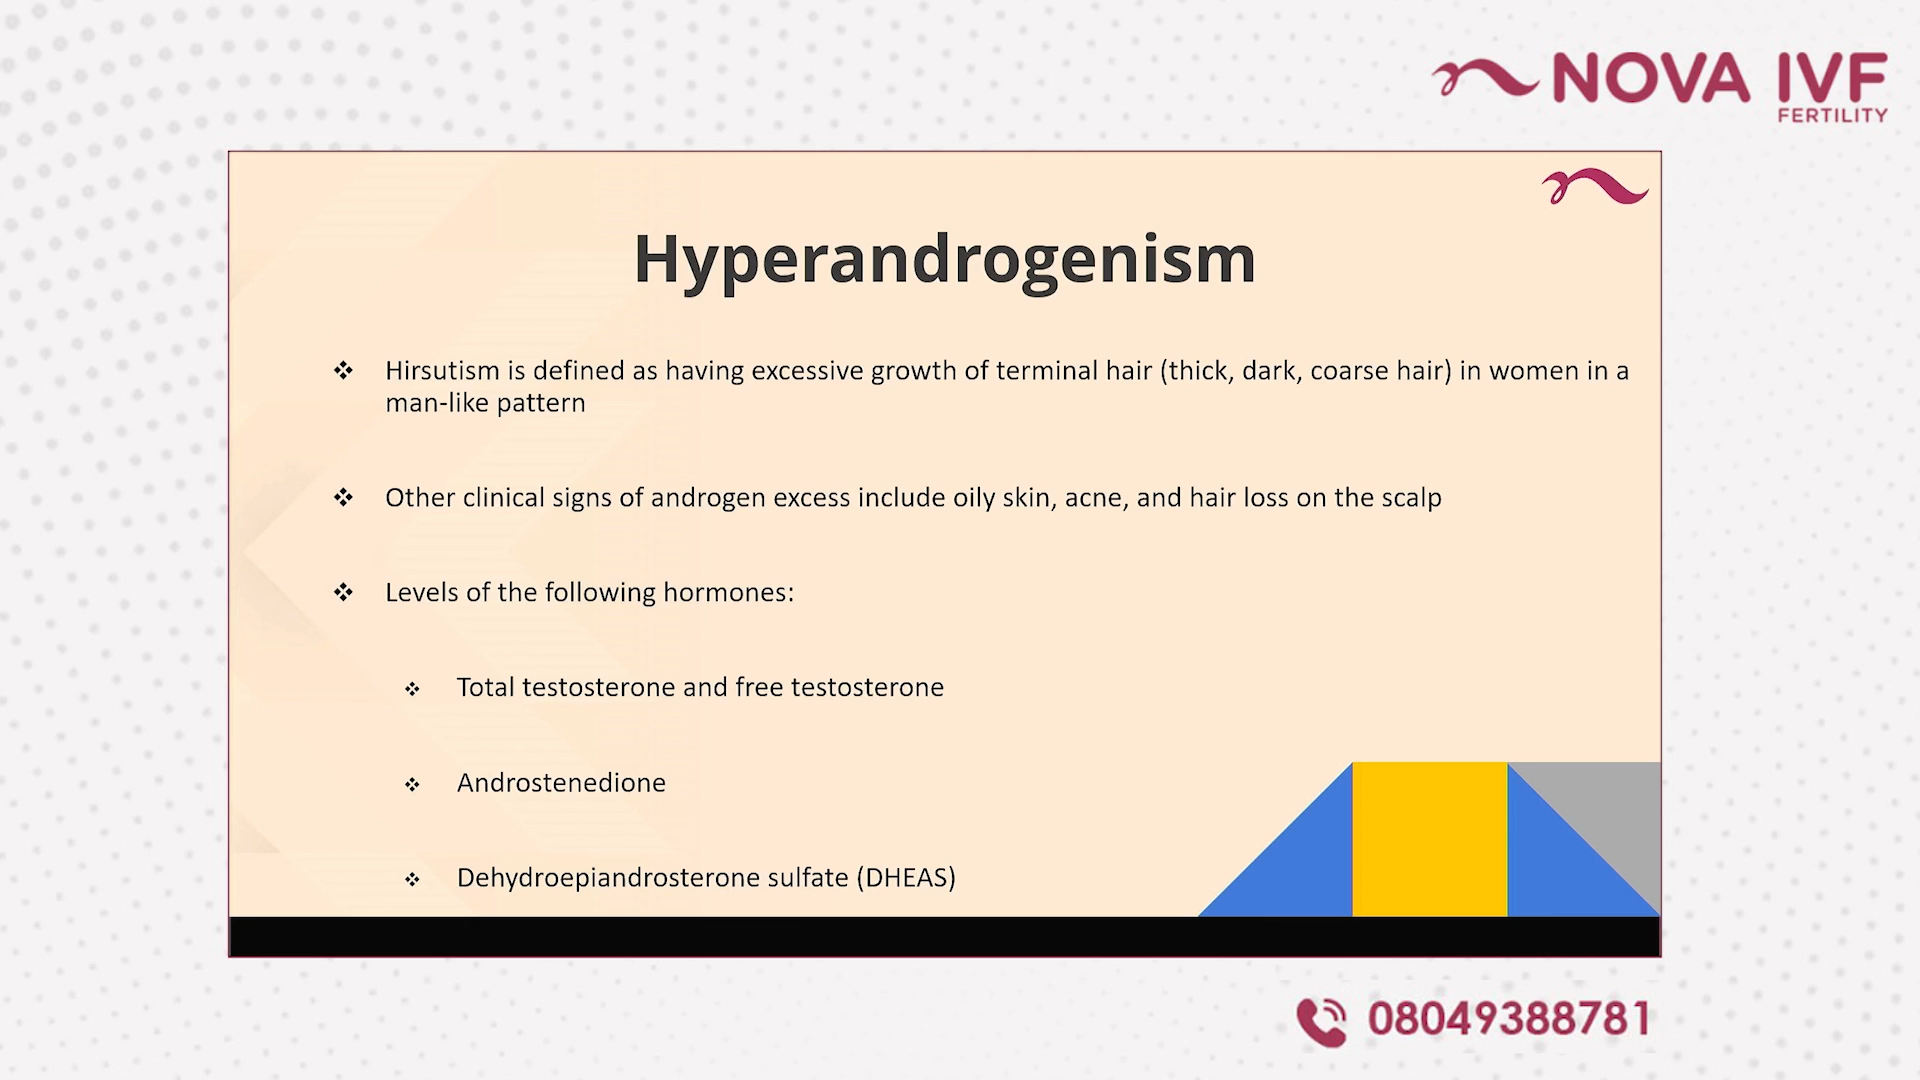 NOVA IVF
FERTILITY
Hyperandrogenism
❖ Hirsutism is defined as having excessive growth of terminal hair (thick, dark, coarse hair) in women in a
man-like pattern
❖ Other clinical signs of androgen excess include oily skin, acne, and hair loss on the scalp
❖ Levels of the following hormones:
❖ Total testosterone and free testosterone
❖ Androstenedione
❖ Dehydroepiandrosterone sulfate (DHEAS)
08049388781